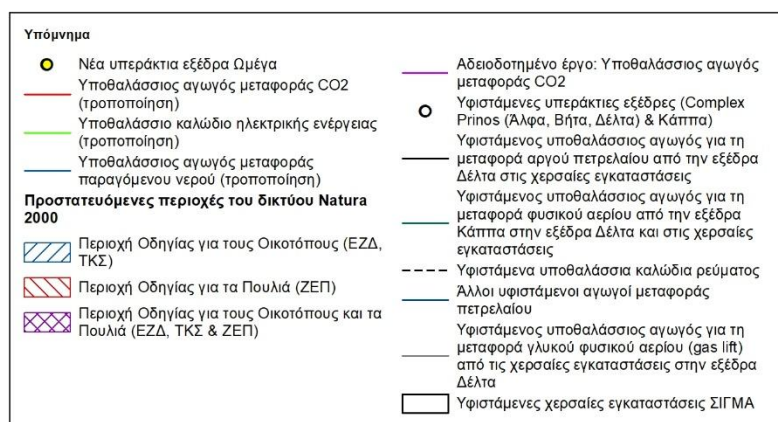 Υπόμνημα
Νέα υπεράκτια εξέδρα Ωμέγα
Υποθαλάσσιος αγωγός μεταφοράς CO2
(τροποποίηση)
Υποθαλάσσιο καλώδιο ηλεκτρικής ενέργειας
(τροποποίηση)
Υποθαλάσσιος αγωγός μεταφοράς
παραγόμενου νερού (τροποποίηση)
Προστατευόμενες περιοχές του δικτύου Natura
2000
Περιοχή Οδηγίας για τους Οικοτόπους (ΕΖΔ,
ΤΚΣ)
Περιοχή Οδηγίας για τα Πουλιά (ΖΕΠ)
Περιοχή Οδηγίας για τους Οικοτόπους και τα
Πουλιά (ΕΖΔ, ΤΚΣ & ΖΕΠ)
Αδειοδοτημένο έργο: Υποθαλάσσιος αγωγός
μεταφοράς CO2
Υφιστάμενες υπεράκτιες εξέδρες (Complex
Prinos (Άλφα, Βήτα, Δέλτα) & Κάππα)
Υφιστάμενος υποθαλάσσιος αγωγός για τη
μεταφορά αργού πετρελαίου από την εξέδρα
Δέλτα στις χερσαίες εγκαταστάσεις
Υφιστάμενος υποθαλάσσιος αγωγός για τη
μεταφορά φυσικού αερίου από την εξέδρα
Κάππα στην εξέδρα Δέλτα και στις χερσαίες
εγκαταστάσεις
Υφιστάμενα υποθαλάσσια καλώδια ρεύματος
Άλλοι υφιστάμενοι αγωγοί μεταφοράς
πετρελαίου
Υφιστάμενος υποθαλάσσιος αγωγός για τη
μεταφορά γλυκού φυσικού αερίου (gas lift)
από τις χερσαίες εγκαταστάσεις στην εξέδρα
Δέλτα
Υφιστάμενες χερσαίες εγκαταστάσεις ΣΙΓΜΑ